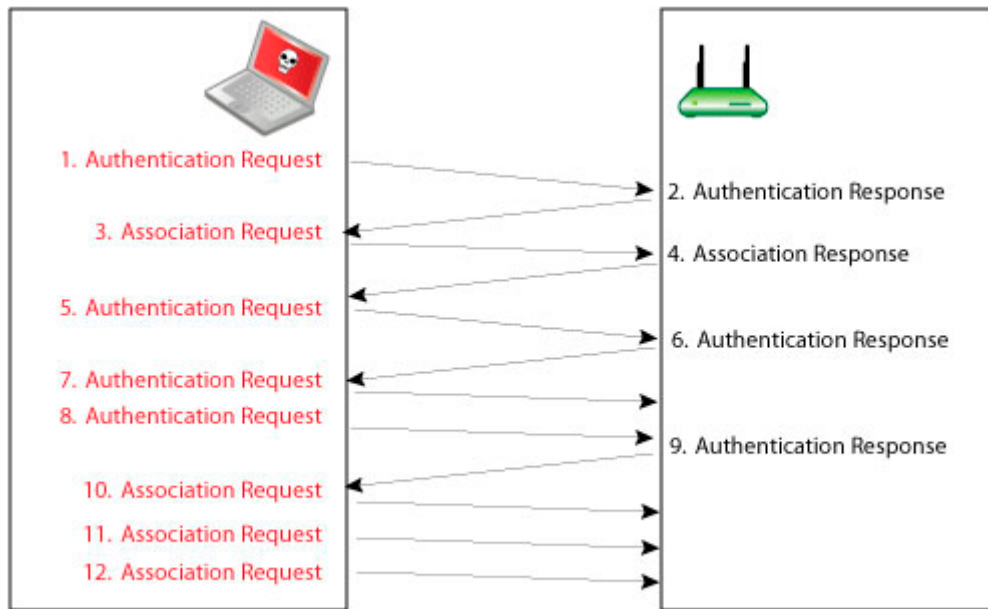 1. Authentication Request
2. Authentication Response
3. Association Request
4. Association Response
5. Authentication Request
6. Authentication Response
7. Authentication Request
8. Authentication Request
9. Authentication Response
10. Association Request
11. Association Request
12. Association Request